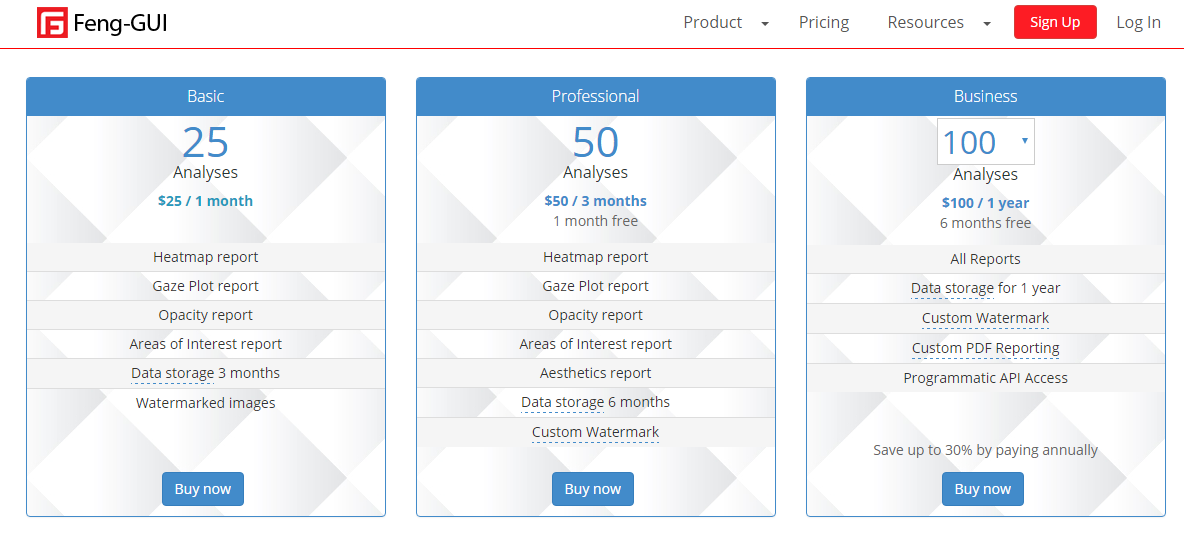 Feng-GUI
Product
Pricing
Resources
Sign Up
Log In
Basic
25
Analyses
$25 / 1 month
Heatmap report
Gaze Plot report
Opacity report
Areas of Interest report
Data storage 3 months
Watermarked images
Buy now
Professional
50
Analyses
$50 / 3 months
1 month free
Heatmap report
Gaze Plot report
Opacity report
Areas of Interest report
Aesthetics report
Data storage 6 months
Custom Watermark
Buy now
Business
100
Analyses
$100 / 1 year
6 months free
All Reports
Data storage for 1 year
Custom Watermark
Custom PDF Reporting
Programmatic API Access
Save up to 30% by paying annually
Buy now